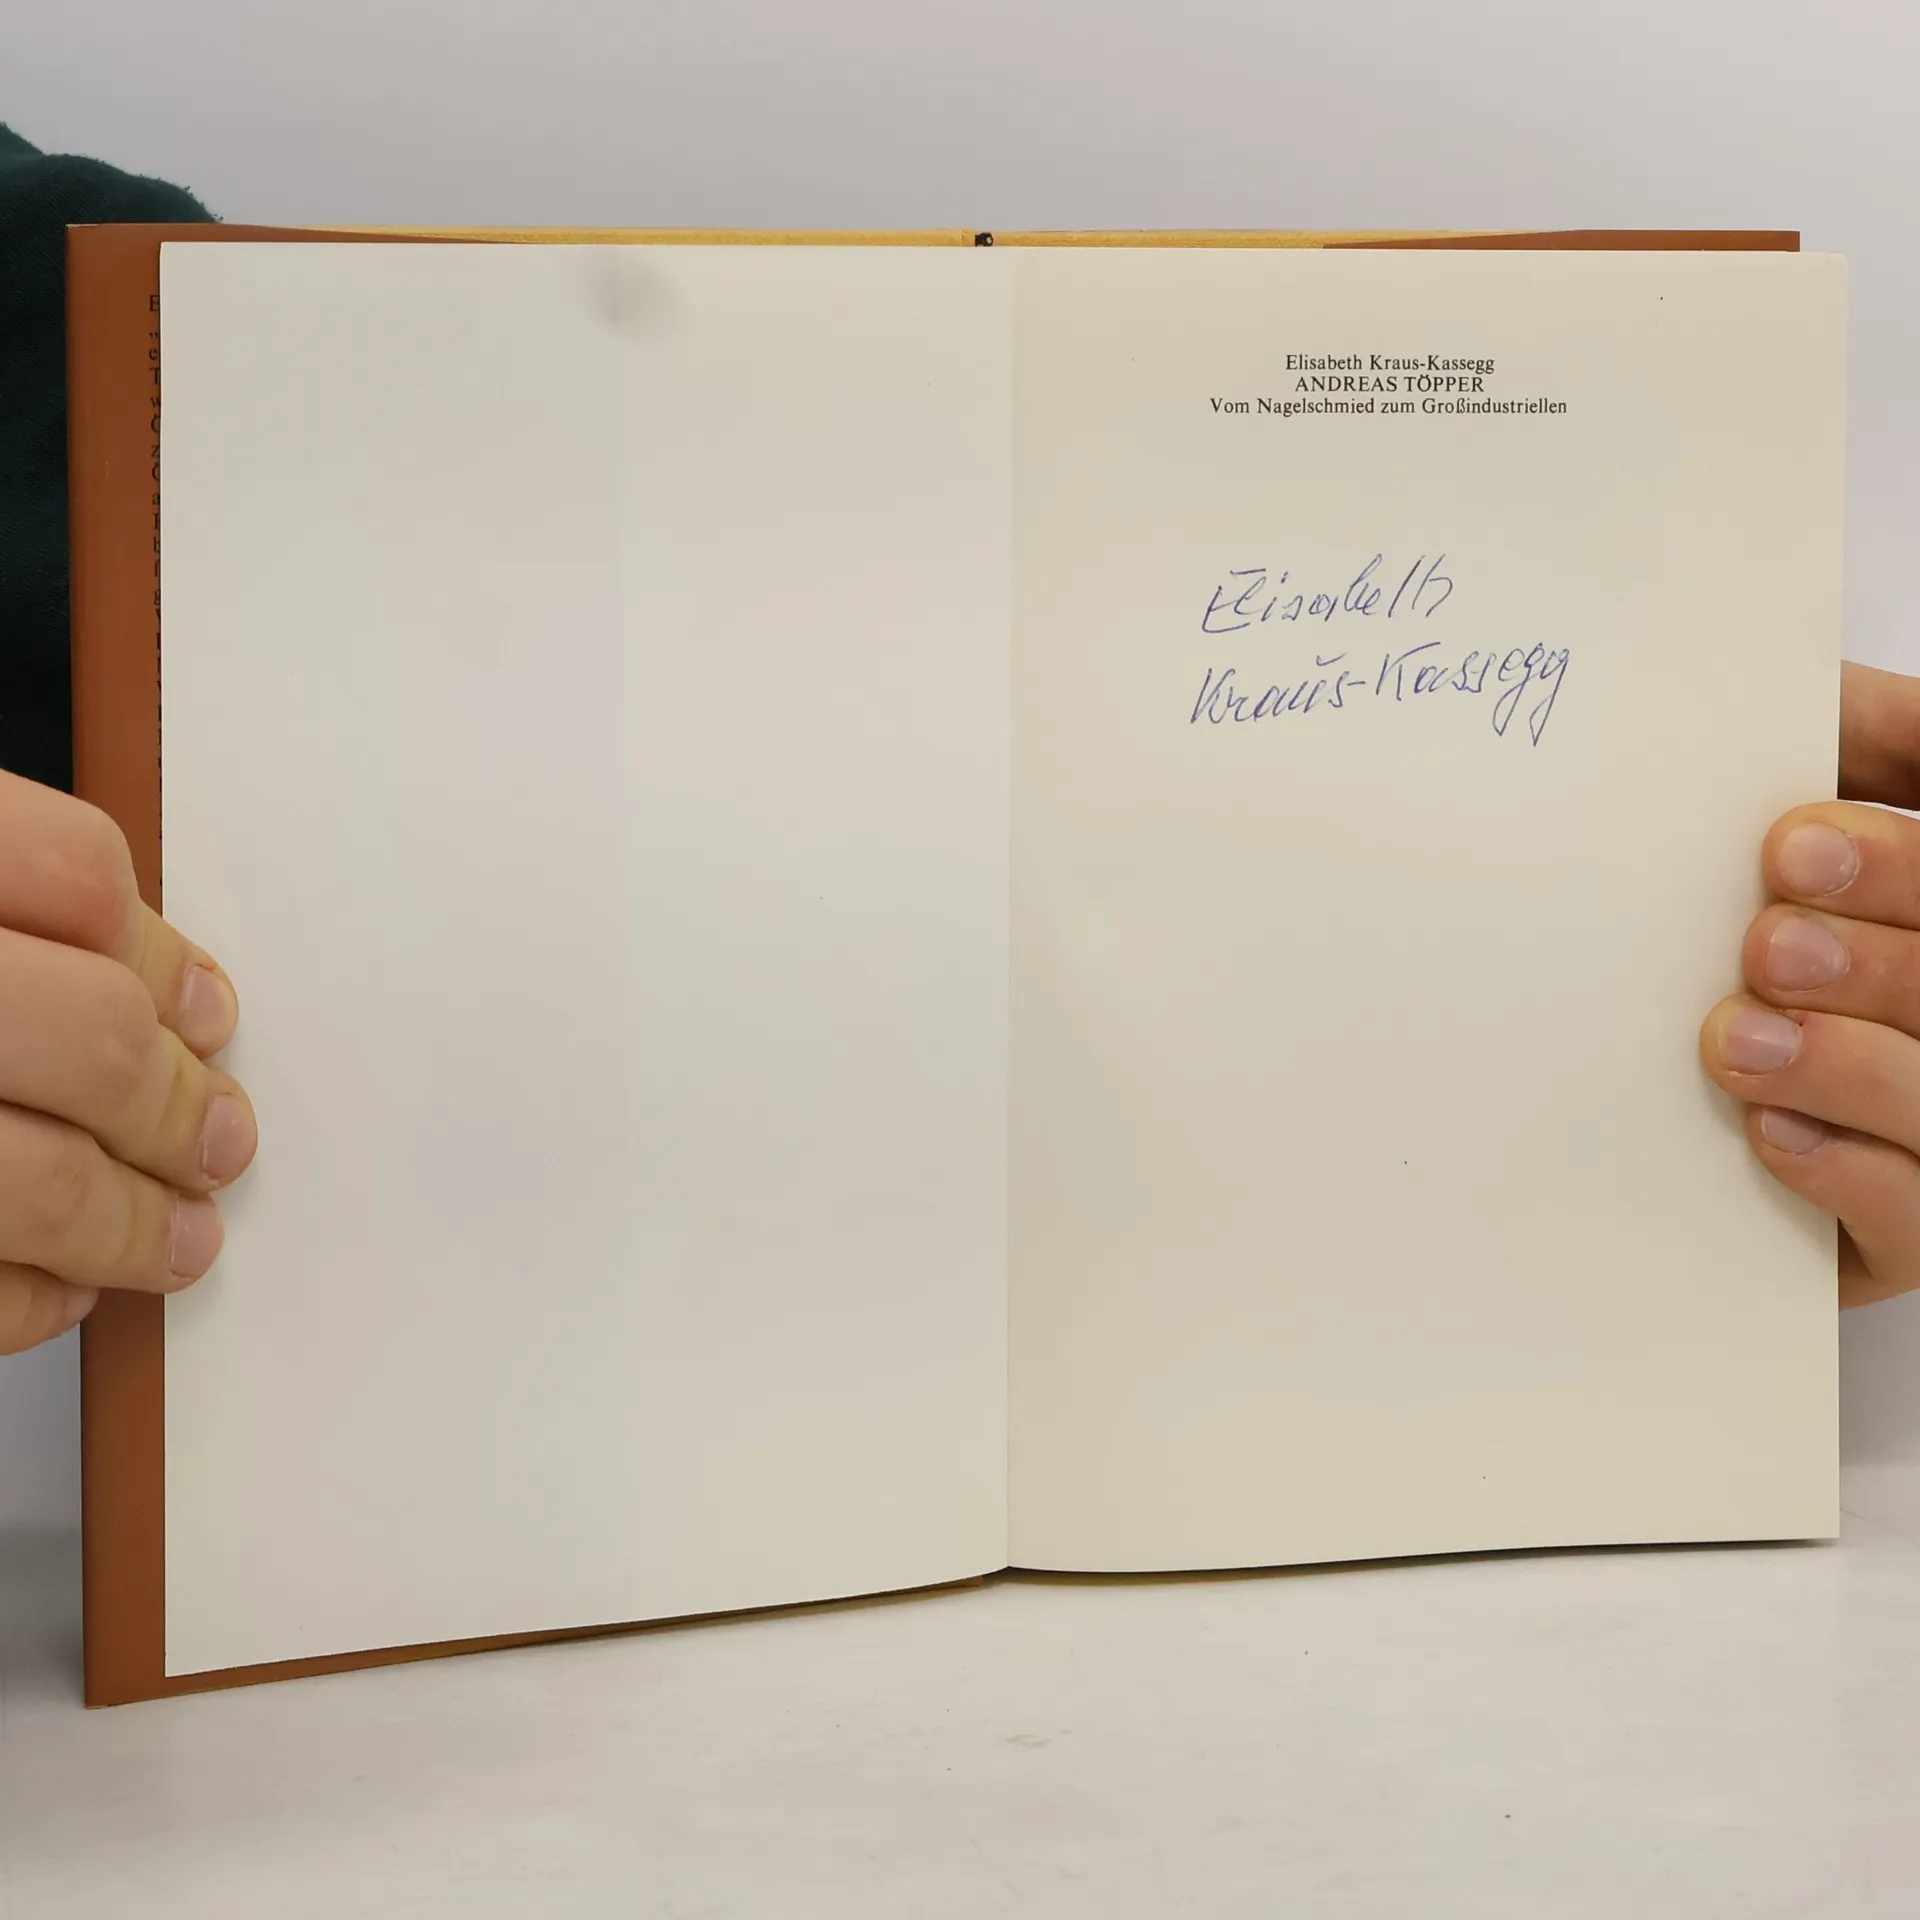 Elisabeth Kraus-Kassegg
ANDREAS TÖPPER
Vom Nagelschmied zum Großindustriellen
Elisabeth
Kraus-Kassegg